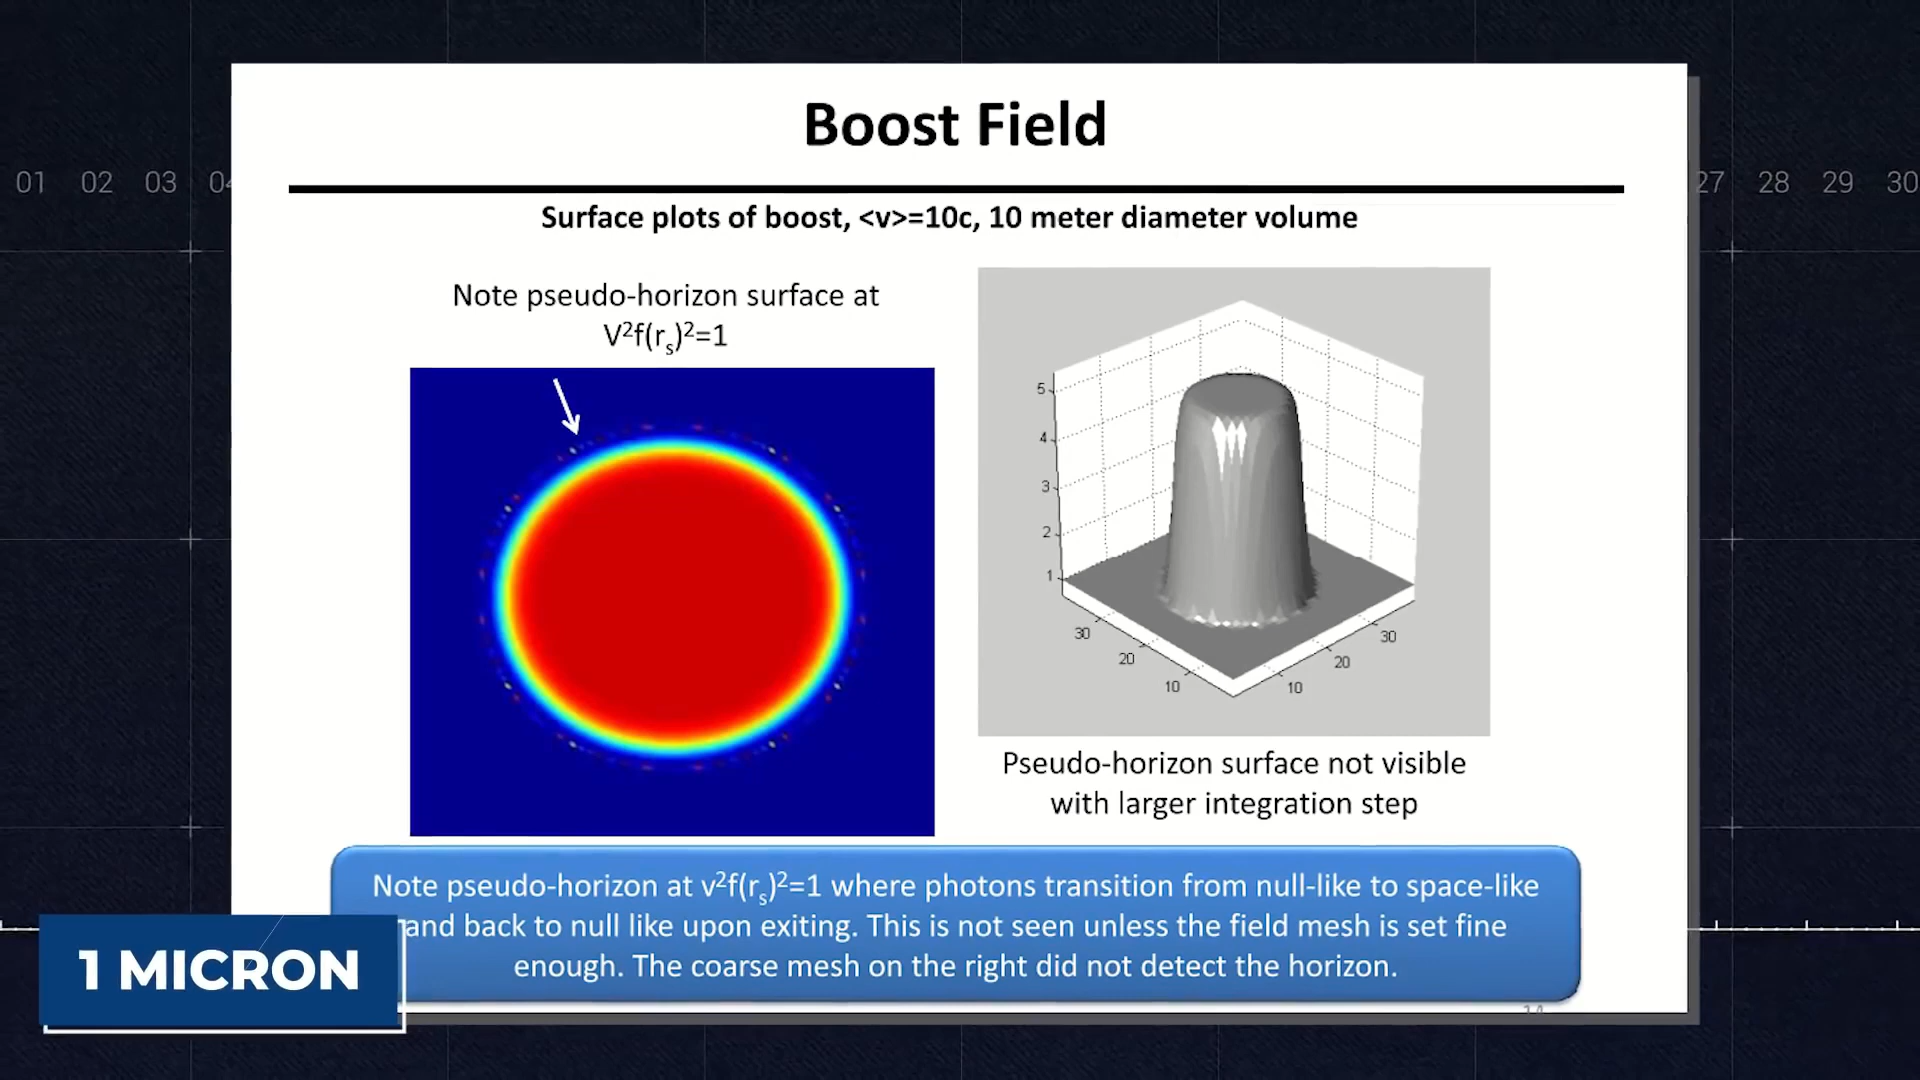 Boost Field
01 02 03 04
27 28 29 30
Surface plots of boost, <v>=10c, 10 meter diameter volume
Note pseudo-horizon surface at
V²f(rₛ)²=1
5
4
3
2
1
30
20
10
30
20
10
Pseudo-horizon surface not visible
with larger integration step
Note pseudo-horizon at v²f(rₛ)²=1 where photons transition from null-like to space-like
and back to null like upon exiting. This is not seen unless the field mesh is set fine
enough. The coarse mesh on the right did not detect the horizon.
1 MICRON